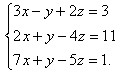 3x - y + 2z = 3
2x + y - 4z = 11
7x + y - 5z = 1.